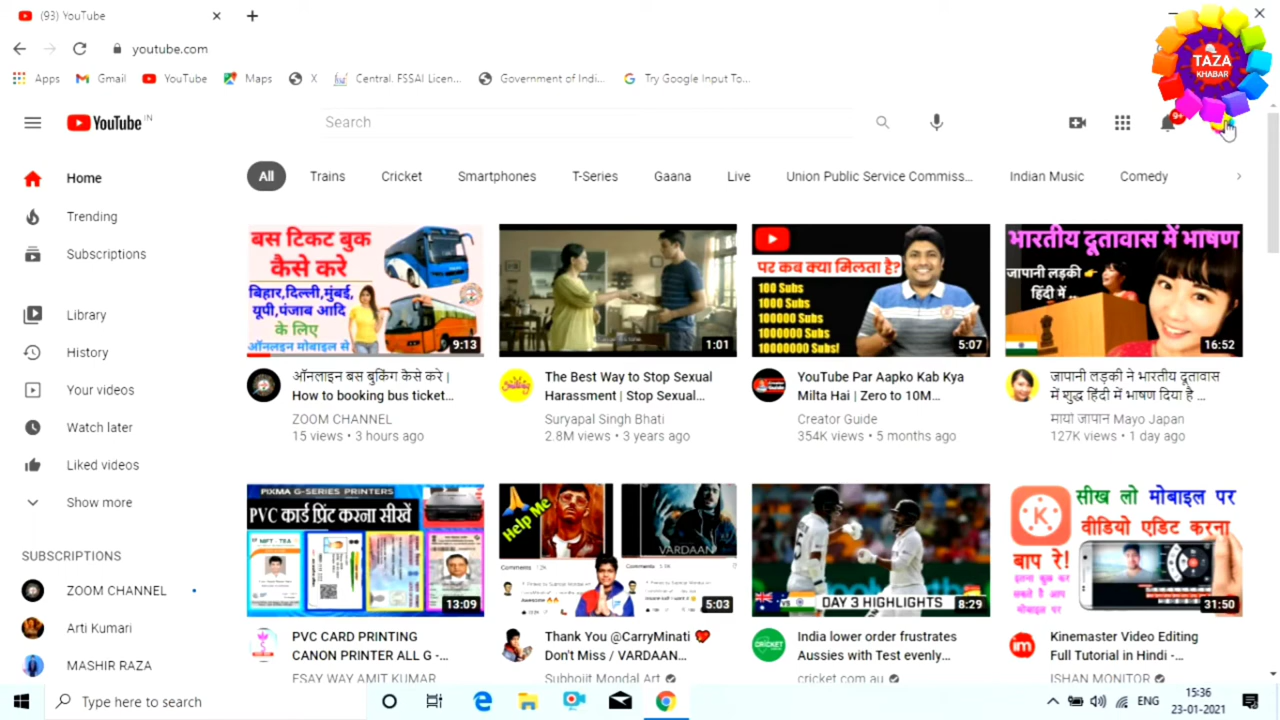 (93) YouTube
TAZA
KHABAR
youtube.com
Apps
Gmail
YouTube
Maps
X
Central. FSSAI Licen...
Government of Indi...
Try Google Input To...
YouTube IN
Search
9+
All
Trains
Cricket
Smartphones
T-Series
Gaana
Live
Union Public Service Commiss...
Indian Music
Comedy
Home
Trending
Subscriptions
Library
History
Your videos
Watch later
Liked videos
Show more
SUBSCRIPTIONS
ZOOM CHANNEL
Arti Kumari
MASHIR RAZA
बस टिकट बुक
कैसे करे
बिहार,दिल्ली,मुंबई,
यूपी,पंजाब आदि
के लिए
ऑनलाइन मोबाइल से
9:13
ऑनलाइन बस बुकिंग कैसे करे |
How to booking bus ticket...
ZOOM CHANNEL
15 views • 3 hours ago
1:01
The Best Way to Stop Sexual
Harassment | Stop Sexual...
Suryapal Singh Bhati
2.8M views • 3 years ago
पर कब क्या मिलता है?
100 Subs
1000 Subs
100000 Subs
1000000 Subs
10000000 Subs!
5:07
YouTube Par Aapko Kab Kya
Milta Hai | Zero to 10M...
Creator Guide
354K views • 5 months ago
भारतीय दूतावास में भाषण
जापानी लड़की
हिंदी में..
16:52
जापानी लड़की ने भारतीय दूतावास
में शुद्ध हिंदी में भाषण दिया है ...
मायो जापान Mayo Japan
127K views • 1 day ago
PIXMA G-SERIES PRINTERS
PVC कार्ड प्रिंट करना सीखें
13:09
PVC CARD PRINTING
CANON PRINTER ALL G -...
ESAY WAY AMIT KUMAR
Help Me
VARDAAN
Comments
Comments
5:03
Thank You @CarryMinati
Don't Miss / VARDAAN...
Subhojit Mondal Art
DAY 3 HIGHLIGHTS
8:29
India lower order frustrates
Aussies with Test evenly...
CRICKET
cricket.com.au
सीख लो मोबाइल पर
वीडियो एडिट करना
K
बाप रे!
इतना कुछ कर
सकते है आप
मोबाइल पर
31:50
im
Kinemaster Video Editing
Full Tutorial in Hindi -...
ISHAN MONITOR
Type here to search
ENG
15:36
23-01-2021